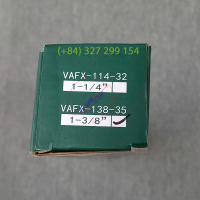 (+84) 327 299 154
VAFX-114-32
1-1/4"
VAFX-138-35
1-3/8"